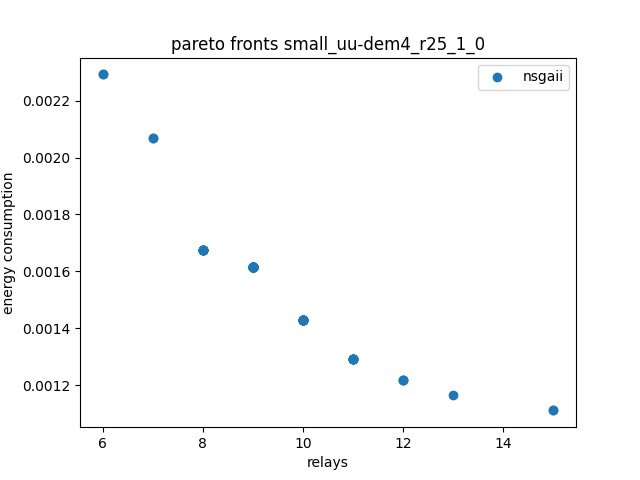 pareto fronts small_uu-dem4_r25_1_0
nsgaii
0.0022
0.0020
0.0018
0.0016
0.0014
0.0012
energy consumption
6 8 10 12 14
relays